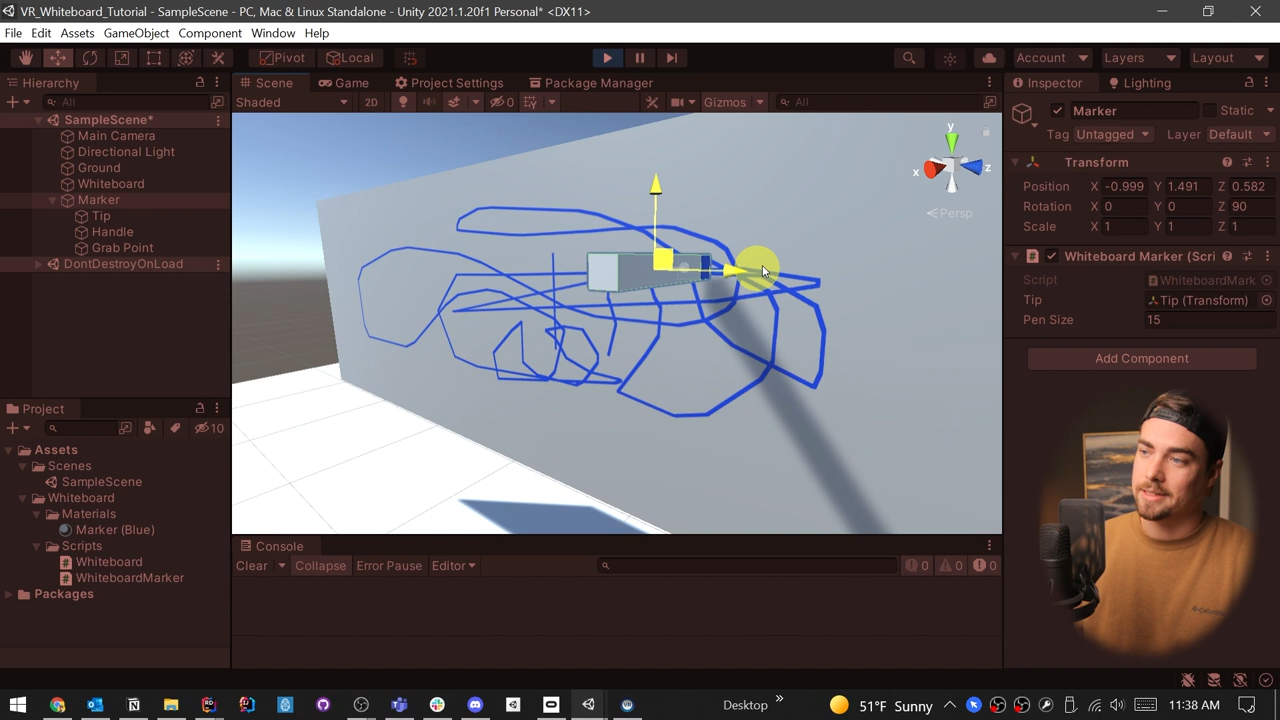 VR_Whiteboard_Tutorial - SampleScene - PC, Mac & Linux Standalone - Unity 2021.1.20f1 Personal* <DX11>
File Edit Assets GameObject Component Window Help
Pivot Local Account Layers Layout
Hierarchy
All
SampleScene*
Main Camera
Directional Light
Ground
Whiteboard
Marker
Tip
Handle
Grab Point
DontDestroyOnLoad
Scene Game Project Settings Package Manager
Shaded 2D 0 Gizmos All
y
x
z
Persp
Inspector Lighting
Marker Static
Tag Untagged Layer Default
Transform
Position X -0.999 Y 1.491 Z 0.582
Rotation X 0 Y 0 Z 90
Scale X 1 Y 1 Z 1
Whiteboard Marker (Scri
Script WhiteboardMark
Tip Tip (Transform)
Pen Size 15
Add Component
Project
10
Assets
Scenes
SampleScene
Whiteboard
Materials
Marker (Blue)
Scripts
Whiteboard
WhiteboardMarker
Packages
Console
Clear Collapse Error Pause Editor 0 0 0
Desktop 51°F Sunny 11:38 AM